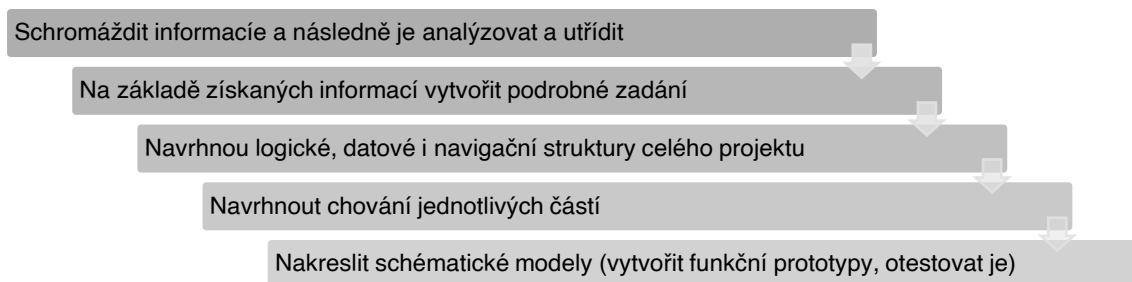 Schromáždit informacíe a následně je analýzovat a utřídit
Na základě získaných informací vytvořit podrobné zadání
Navrhnou logické, datové i navigační struktury celého projektu
Navrhnout chování jednotlivých částí
Nakreslit schématické modely (vytvořit funkční prototypy, otestovat je)